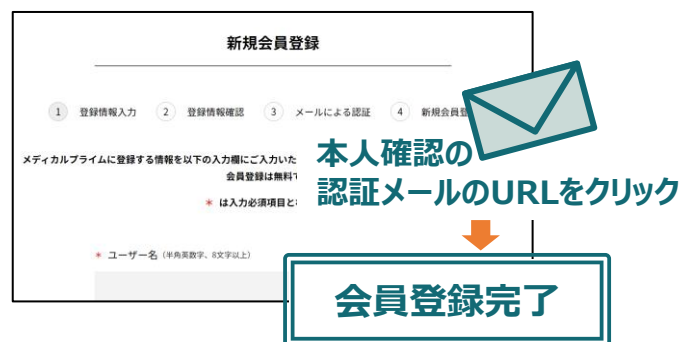 新規会員登録
1 登録情報入力 2 登録情報確認 3 メールによる認証 4 新規会員登
メディカルプライムに登録する情報を以下の入力欄にご入力いた
会員登録は無料
* は入力必須項目と
* ユーザー名 (半角英数字、8文字以上)
本人確認の
認証メールのURLをクリック
会員登録完了